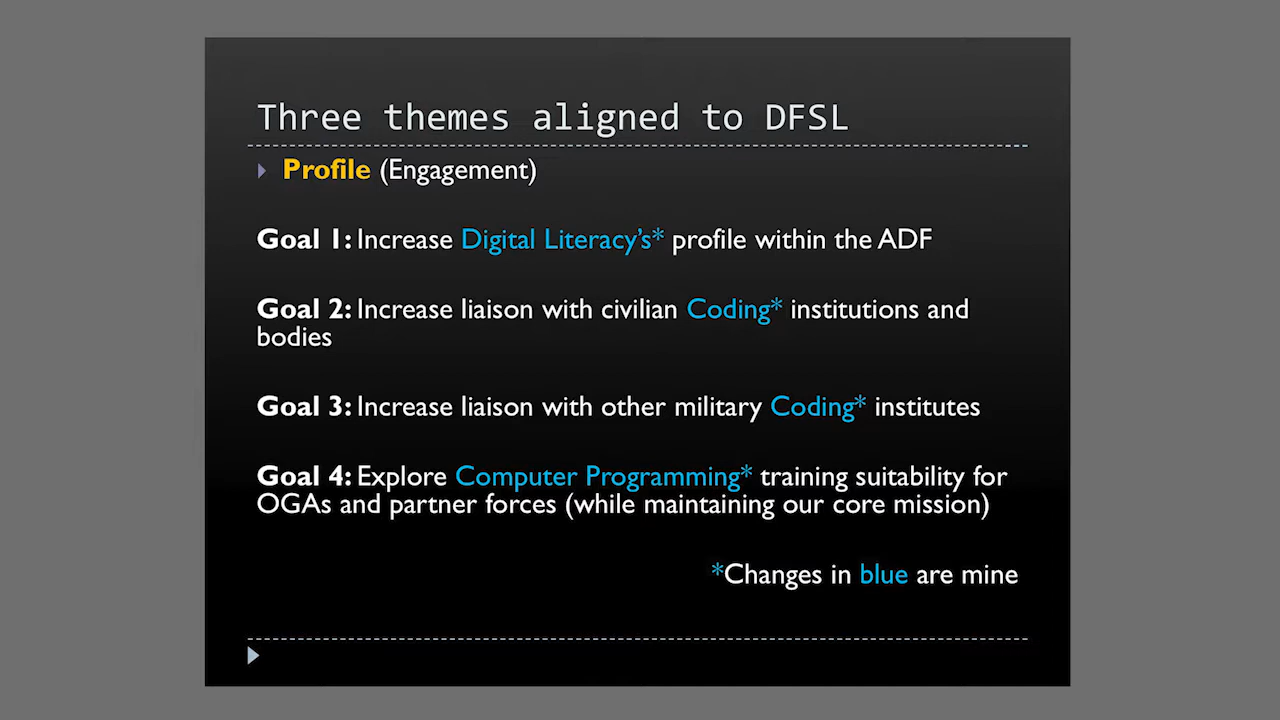 Three themes aligned to DFSL
Profile (Engagement)
Goal 1: Increase Digital Literacy’s* profile within the ADF
Goal 2: Increase liaison with civilian Coding* institutions and
bodies
Goal 3: Increase liaison with other military Coding* institutes
Goal 4: Explore Computer Programming* training suitability for
OGAs and partner forces (while maintaining our core mission)
*Changes in blue are mine